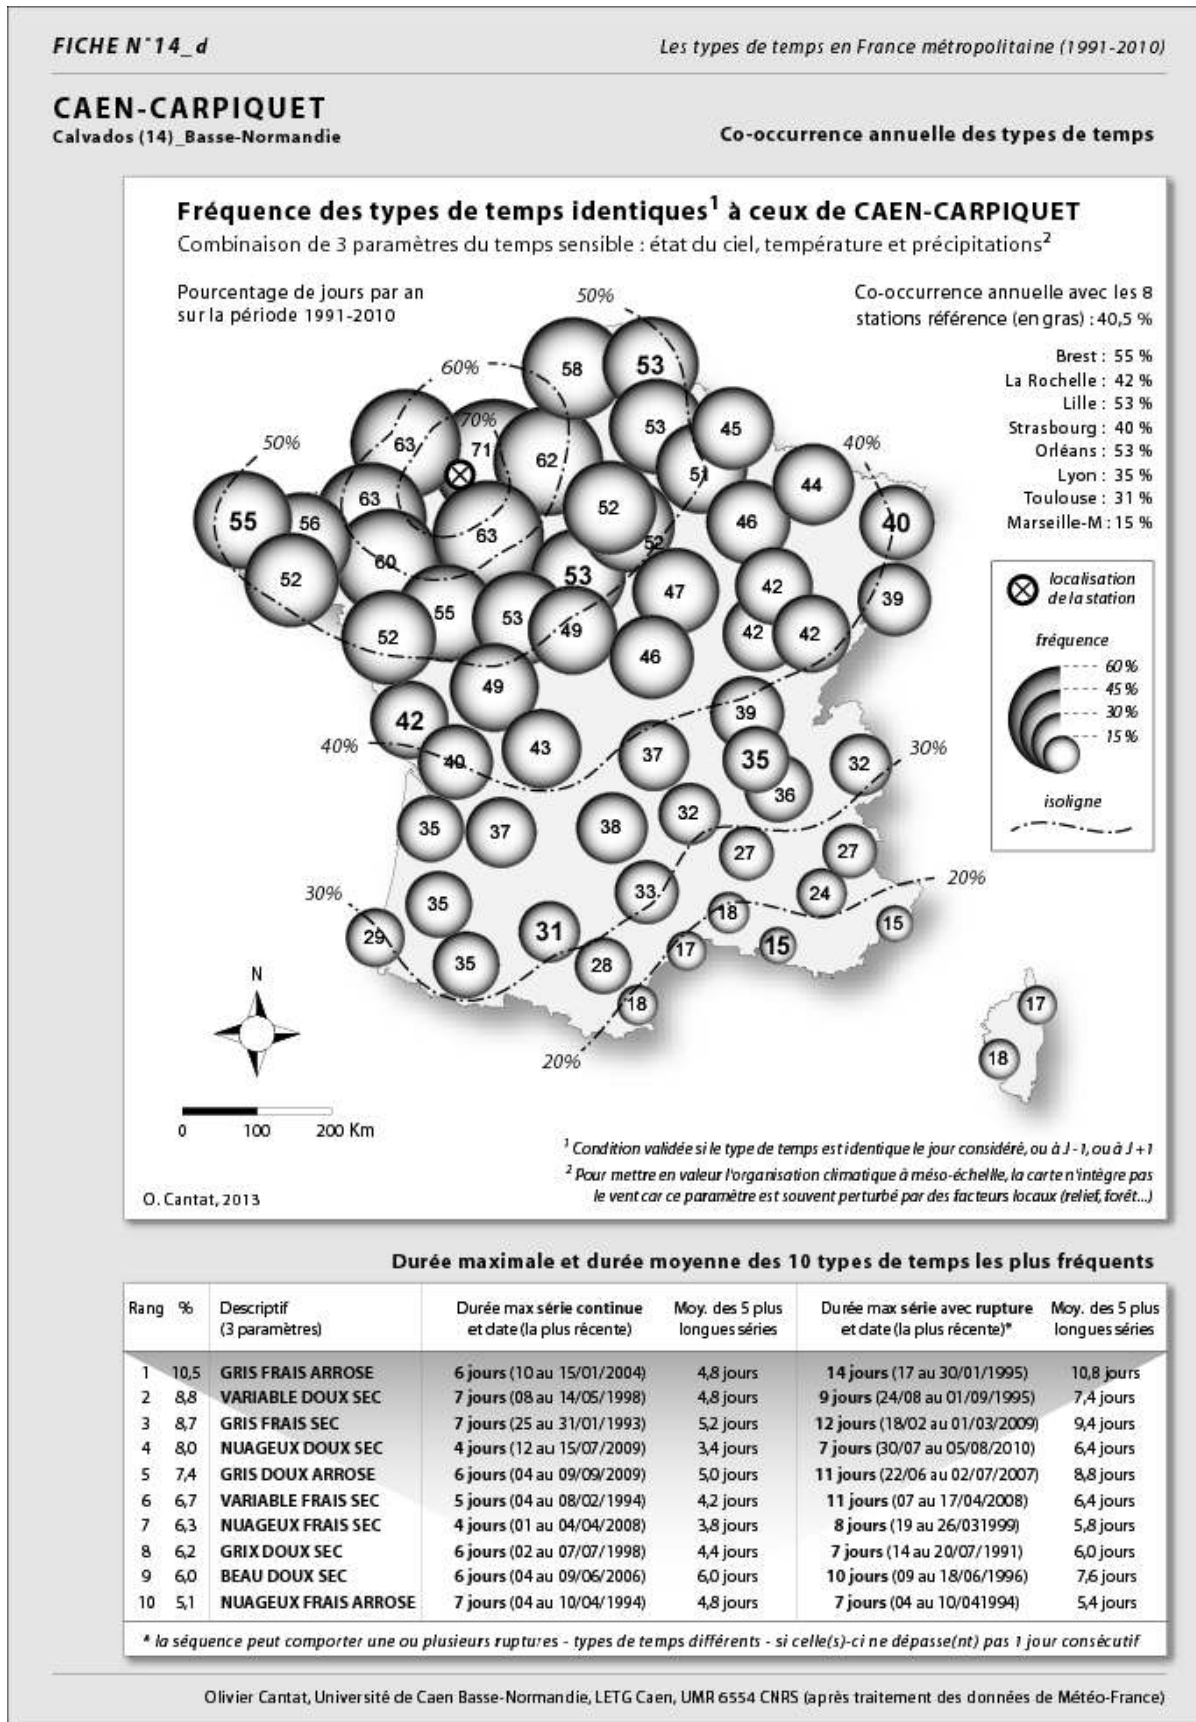 FICHE N°14_d
Les types de temps en France métropolitaine (1991-2010)
CAEN-CARPIQUET
Calvados (14)_Basse-Normandie
Co-occurrence annuelle des types de temps
Fréquence des types de temps identiques1 à ceux de CAEN-CARPIQUET
Combinaison de 3 paramètres du temps sensible : état du ciel, température et précipitations2
Pourcentage de jours par an
sur la période 1991-2010
Co-occurrence annuelle avec les 8
stations référence (en gras) : 40,5 %
Brest : 55 %
La Rochelle : 42 %
Lille : 53 %
Strasbourg : 40 %
Orléans : 53 %
Lyon : 35 %
Toulouse : 31 %
Marseille-M : 15 %
50%
58
53
60%
70%
63
71
62
53
45
50%
40%
51
44
63
55
56
52
46
40
63
52
60
53
52
47
42
39
55
53
52
49
42
42
46
49
42
39
40%
40
43
37
35
32
30%
36
35
37
38
32
27
27
33
24
20%
30%
35
18
15
29
31
17
15
35
28
18
20%
17
18
localisation
de la station
fréquence
60 %
45 %
30 %
15 %
isoligne
N
0 100 200 Km
1 Condition validée si le type de temps est identique le jour considéré, ou à J -1, ou à J +1
2 Pour mettre en valeur l'organisation climatique à méso-échellle, la carte n'intègre pas
le vent car ce paramètre est souvent perturbé par des facteurs locaux (relief, forêt...)
O. Cantat, 2013
Durée maximale et durée moyenne des 10 types de temps les plus fréquents
Rang % Descriptif Durée max série continue Moy. des 5 plus Durée max série avec rupture Moy. des 5 plus
(3 paramètres) et date (la plus récente) longues séries et date (la plus récente)* longues séries
1 10,5 GRIS FRAIS ARROSE 6 jours (10 au 15/01/2004) 4,8 jours 14 jours (17 au 30/01/1995) 10,8 jours
2 8,8 VARIABLE DOUX SEC 7 jours (08 au 14/05/1998) 4,8 jours 9 jours (24/08 au 01/09/1995) 7,4 jours
3 8,7 GRIS FRAIS SEC 7 jours (25 au 31/01/1993) 5,2 jours 12 jours (18/02 au 01/03/2009) 9,4 jours
4 8,0 NUAGEUX DOUX SEC 4 jours (12 au 15/07/2009) 3,4 jours 7 jours (30/07 au 05/08/2010) 6,4 jours
5 7,4 GRIS DOUX ARROSE 6 jours (04 au 09/09/2009) 5,0 jours 11 jours (22/06 au 02/07/2007) 8,8 jours
6 6,7 VARIABLE FRAIS SEC 5 jours (04 au 08/02/1994) 4,2 jours 11 jours (07 au 17/04/2008) 6,4 jours
7 6,3 NUAGEUX FRAIS SEC 4 jours (01 au 04/04/2008) 3,8 jours 8 jours (19 au 26/031999) 5,8 jours
8 6,2 GRIX DOUX SEC 6 jours (02 au 07/07/1998) 4,4 jours 7 jours (14 au 20/07/1991) 6,0 jours
9 6,0 BEAU DOUX SEC 6 jours (04 au 09/06/2006) 6,0 jours 10 jours (09 au 18/06/1996) 7,6 jours
10 5,1 NUAGEUX FRAIS ARROSE 7 jours (04 au 10/04/1994) 4,8 jours 7 jours (04 au 10/041994) 5,4 jours
* la séquence peut comporter une ou plusieurs ruptures - types de temps différents - si celle(s)-ci ne dépasse(nt) pas 1 jour consécutif
Olivier Cantat, Université de Caen Basse-Normandie, LETG Caen, UMR 6554 CNRS (après traitement des données de Météo-France)